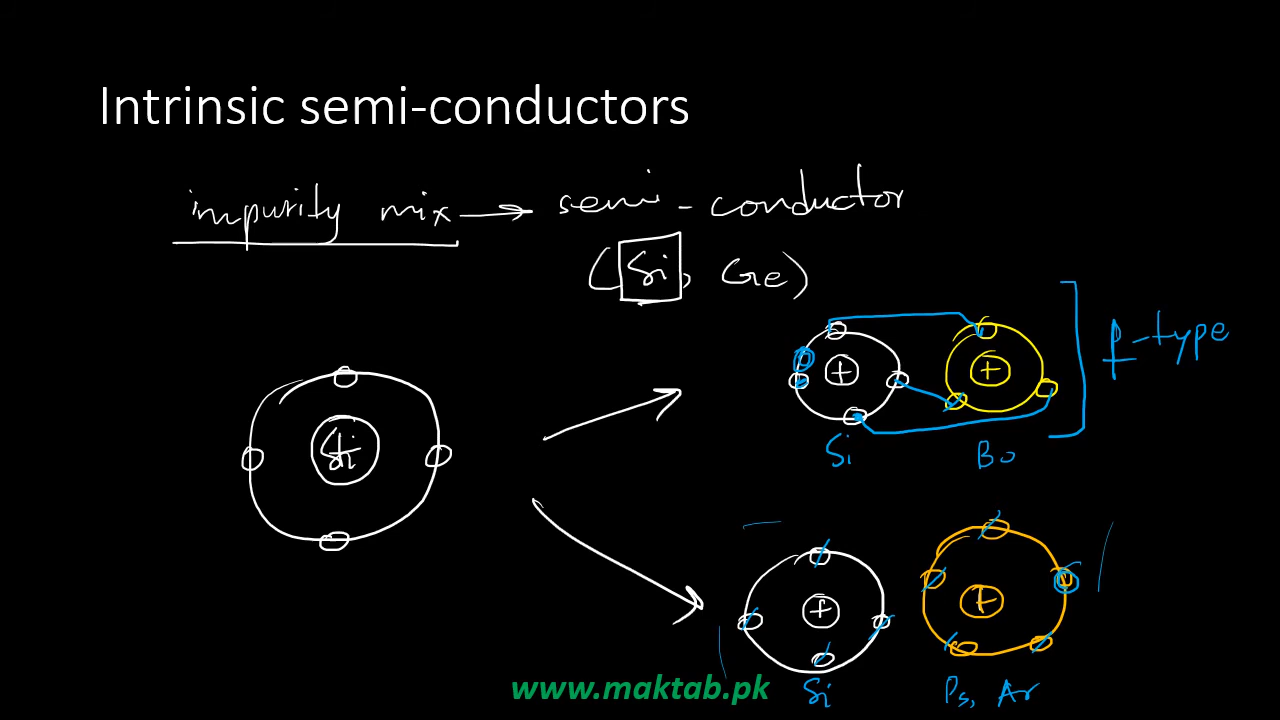 Intrinsic semi-conductors
impurity mix → semi-conductor
(Si, Ge)
Si
+ +
p-type
Si Bo
+ +
Si Ps, Ar
www.maktab.pk